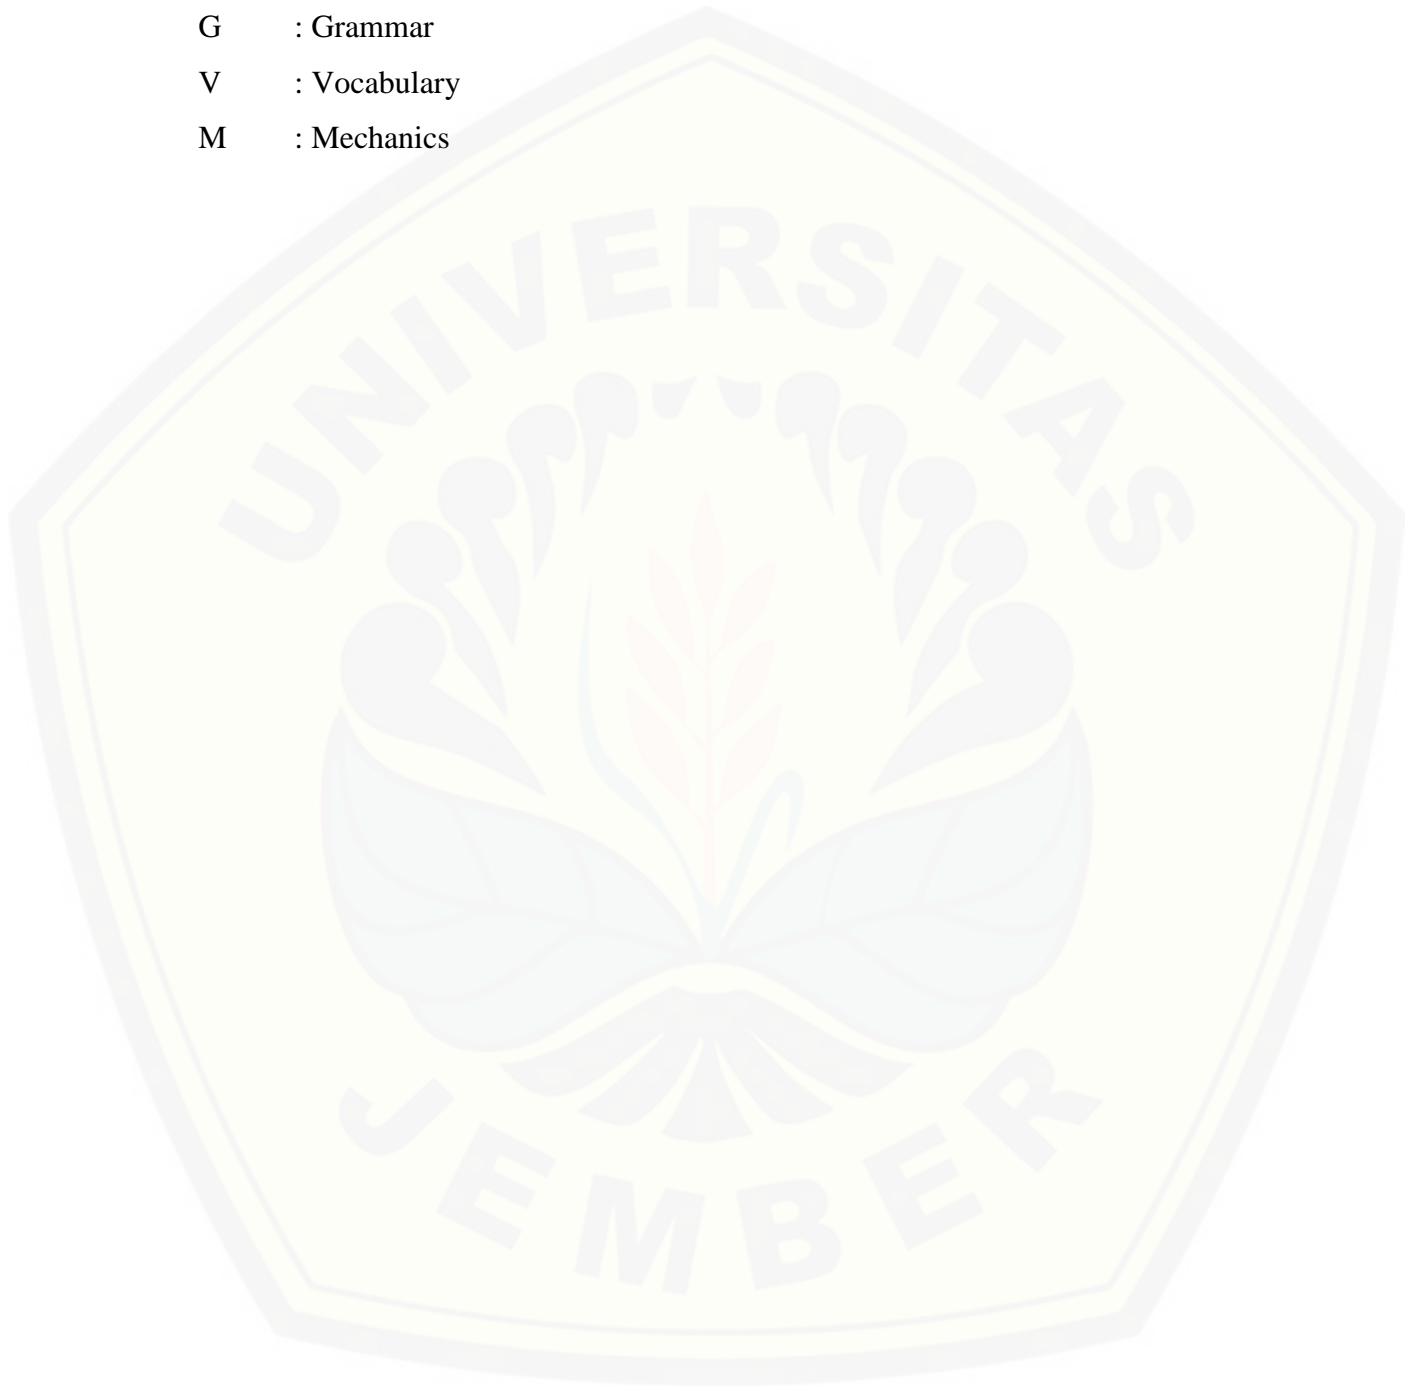 G : Grammar
V : Vocabulary
M : Mechanics
UNIVERSITAS
JEMBER